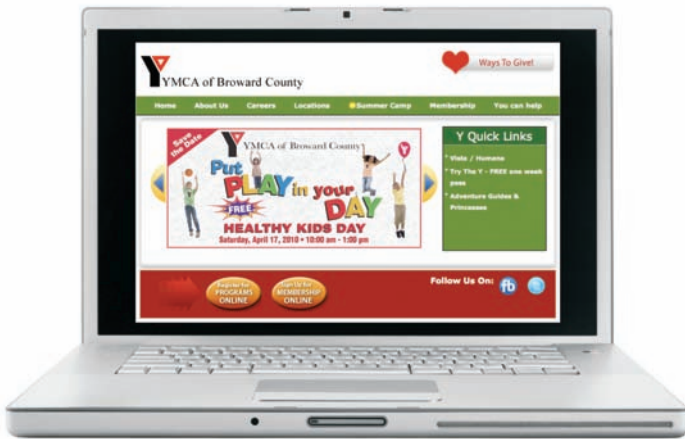 YMCA of Broward County
Ways To Give!
Home About Us Careers Locations Summer Camp Membership You can help
Save the Date
YMCA of Broward County
Put
PLAY in your
DAY
FREE
HEALTHY KIDS DAY
Saturday, April 17, 2010 • 10:00 am - 1:00 pm
Y Quick Links
Visio / Humana
Try The Y - FREE one week
pass
Adventure Guides &
Princesses
Register for
PROGRAMS
ONLINE
Sign Up for
MEMBERSHIP
ONLINE
Follow Us On:
fb